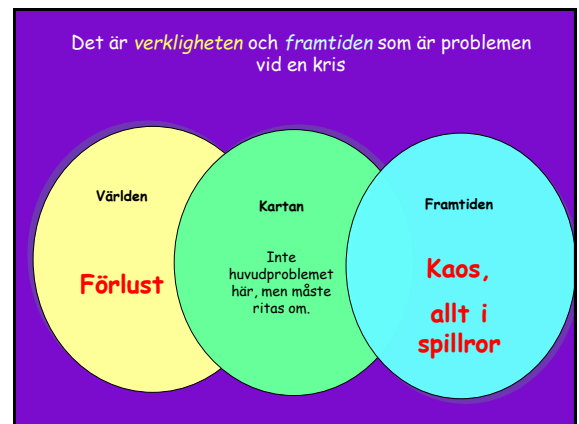 Det är verkligheten och framtiden som är problemen
vid en kris
Världen
Förlust
Kartan
Inte
huvudproblemet
här, men måste
ritas om.
Framtiden
Kaos,
allt i
spillror